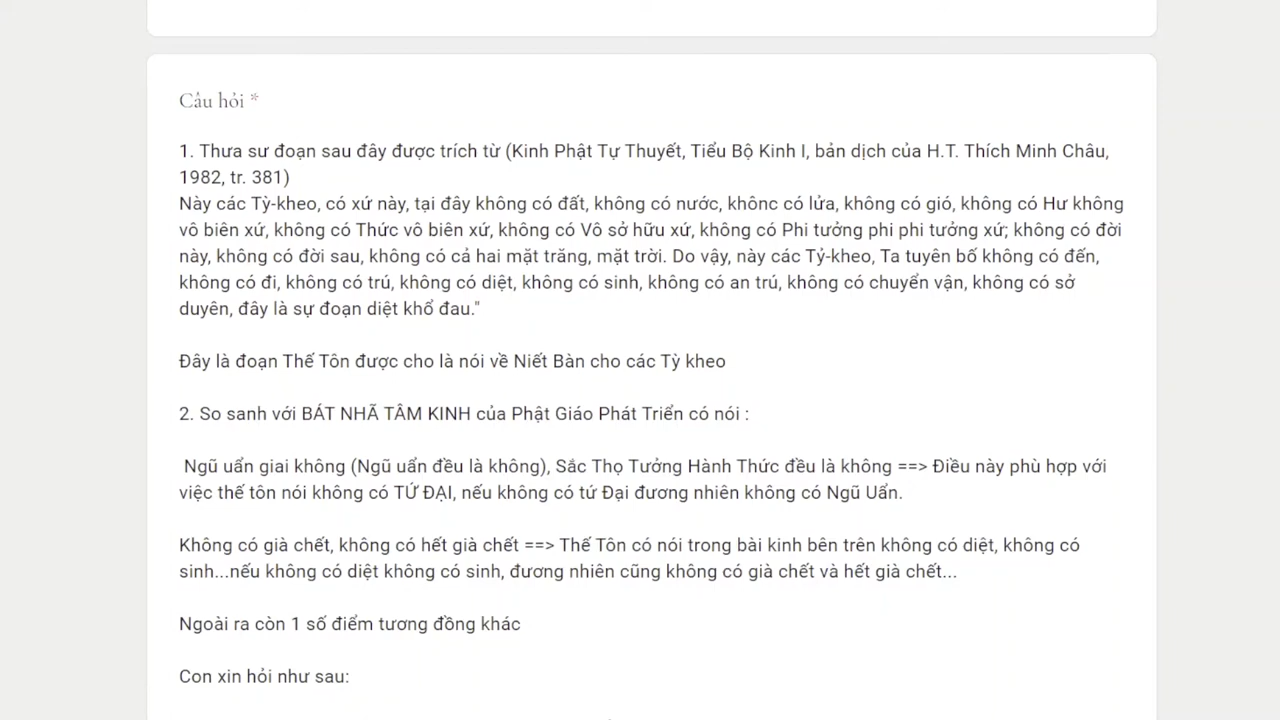 Câu hỏi *
1. Thưa sư đoạn sau đây được trích từ (Kinh Phật Tự Thuyết, Tiểu Bộ Kinh I, bản dịch của H.T. Thích Minh Châu,
1982, tr. 381)
Này các Tỳ-kheo, có xứ này, tại đây không có đất, không có nước, khônc có lửa, không có gió, không có Hư không
vô biên xứ, không có Thức vô biên xứ, không có Vô sở hữu xứ, không có Phi tưởng phi phi tưởng xứ; không có đời
này, không có đời sau, không có cả hai mặt trăng, mặt trời. Do vậy, này các Tỷ-kheo, Ta tuyên bố không có đến,
không có đi, không có trú, không có diệt, không có sinh, không có an trú, không có chuyển vận, không có sở
duyên, đây là sự đoạn diệt khổ đau."
Đây là đoạn Thế Tôn được cho là nói về Niết Bàn cho các Tỳ kheo
2. So sanh với BÁT NHÃ TÂM KINH của Phật Giáo Phát Triển có nói :
Ngũ uẩn giai không (Ngũ uẩn đều là không), Sắc Thọ Tưởng Hành Thức đều là không ==> Điều này phù hợp với
việc thế tôn nói không có TỨ ĐẠI, nếu không có tứ Đại đương nhiên không có Ngũ Uẩn.
Không có già chết, không có hết già chết ==> Thế Tôn có nói trong bài kinh bên trên không có diệt, không có
sinh...nếu không có diệt không có sinh, đương nhiên cũng không có già chết và hết già chết...
Ngoài ra còn 1 số điểm tương đồng khác
Con xin hỏi như sau: